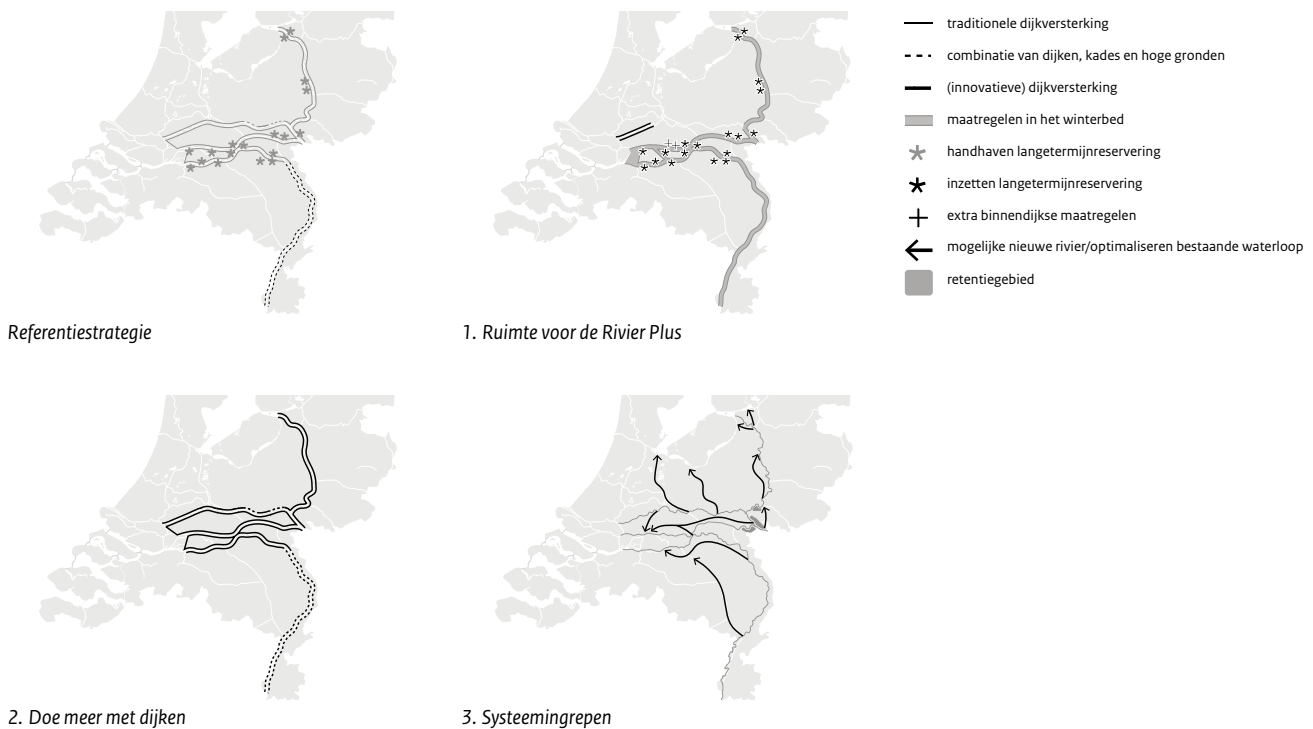 traditionele dijkversterking
combinatie van dijken, kades en hoge gronden
(innovatieve) dijkversterking
maatregelen in het winterbed
handhaven langetermijnreservering
inzetten langetermijnreservering
extra binnendijkse maatregelen
mogelijke nieuwe rivier/optimaliseren bestaande waterloop
retentiegebied
Referentiestrategie
1. Ruimte voor de Rivier Plus
2. Doe meer met dijken
3. Systeemingrepen